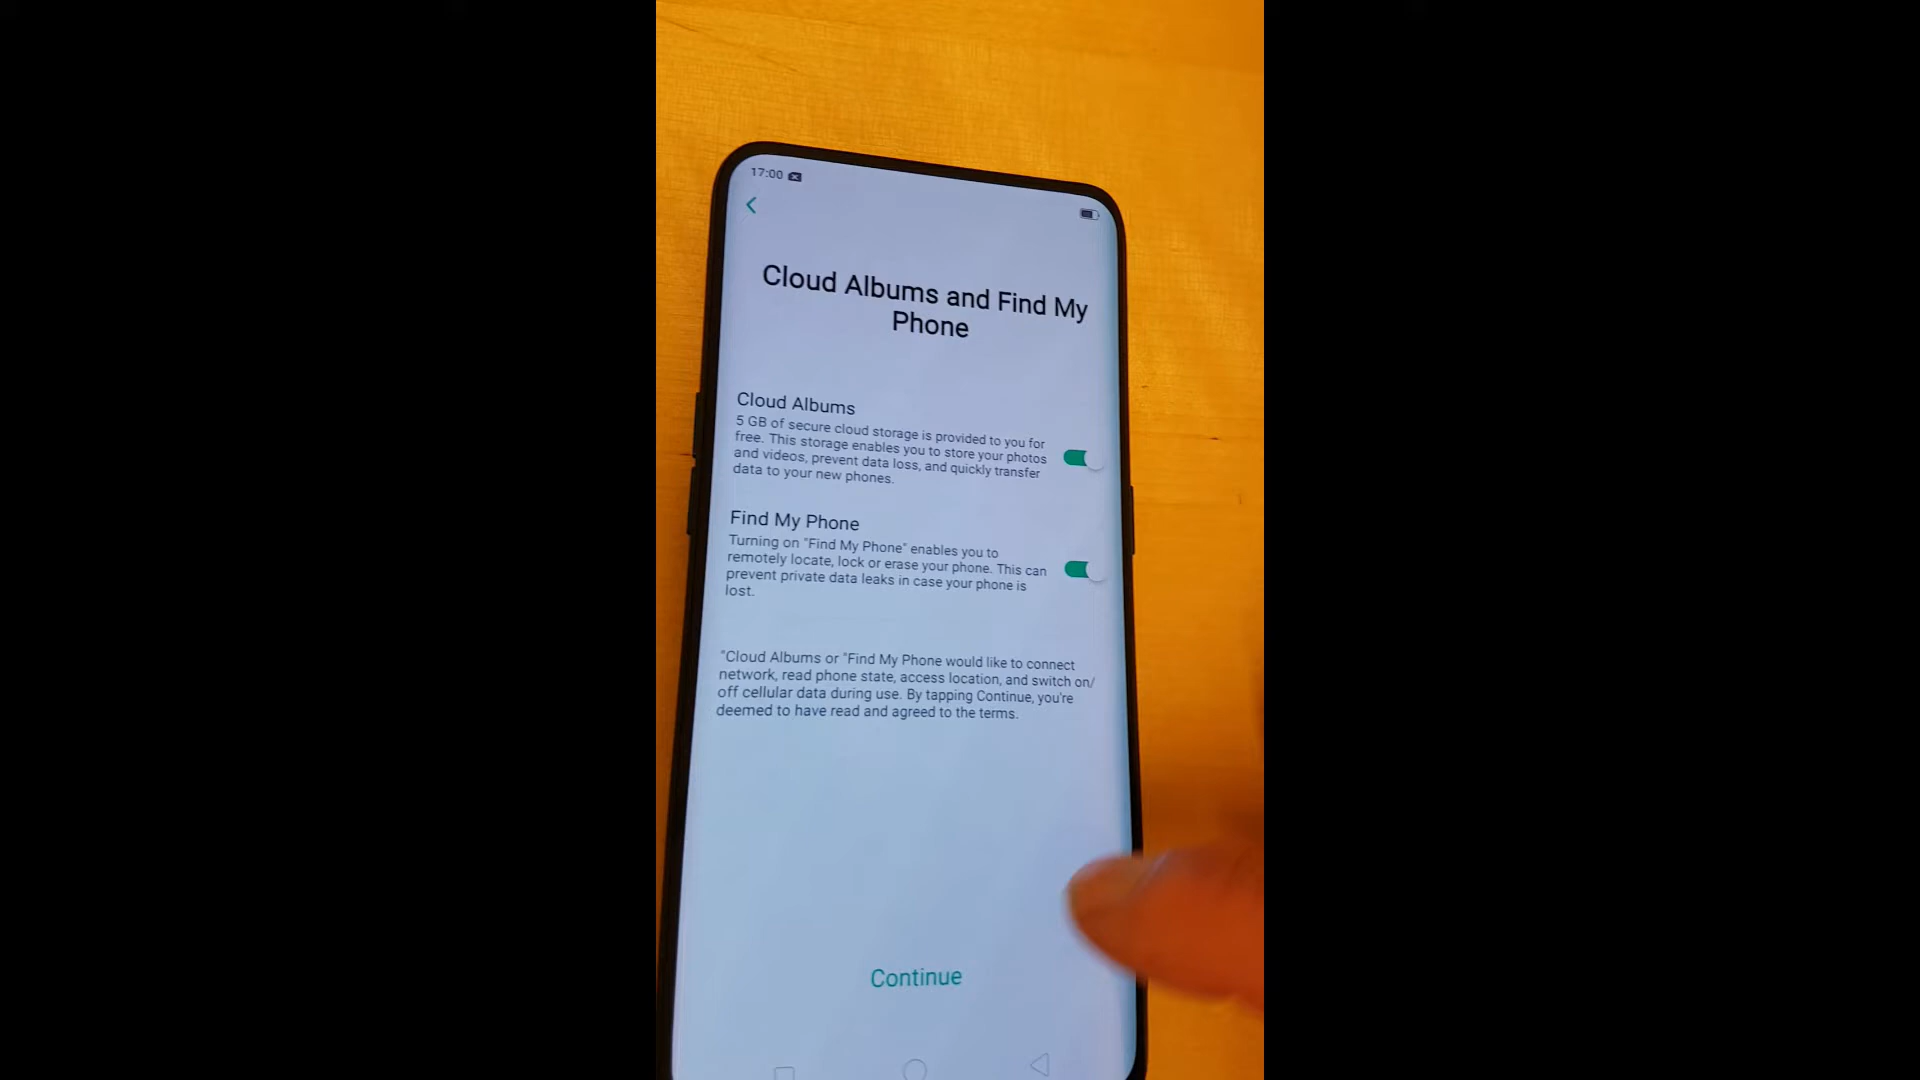 17:00
Cloud Albums and Find My
Phone
Cloud Albums
5 GB of secure cloud storage is provided to you for
free. This storage enables you to store your photos
and videos, prevent data loss, and quickly transfer
data to your new phones.
Find My Phone
Turning on "Find My Phone" enables you to
remotely locate, lock or erase your phone. This can
prevent private data leaks in case your phone is
lost.
"Cloud Albums or "Find My Phone would like to connect
network, read phone state, access location, and switch on/
off cellular data during use. By tapping Continue, you're
deemed to have read and agreed to the terms.
Continue